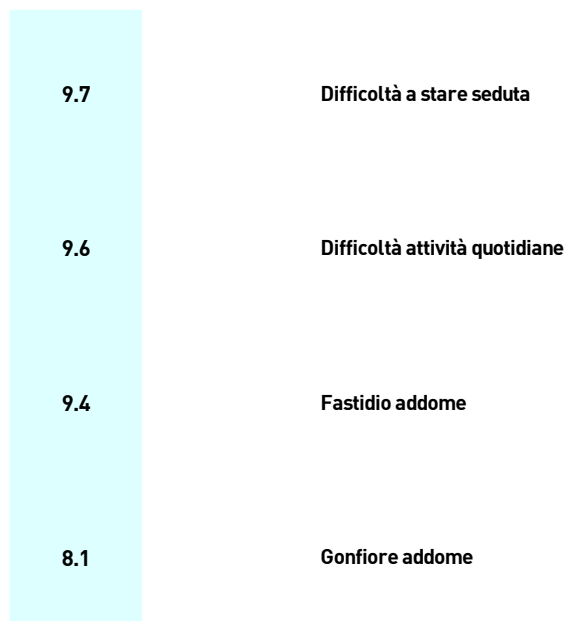 9.7 Difficoltà a stare seduta
9.6 Difficoltà attività quotidiane
9.4 Fastidio addome
8.1 Gonfiore addome